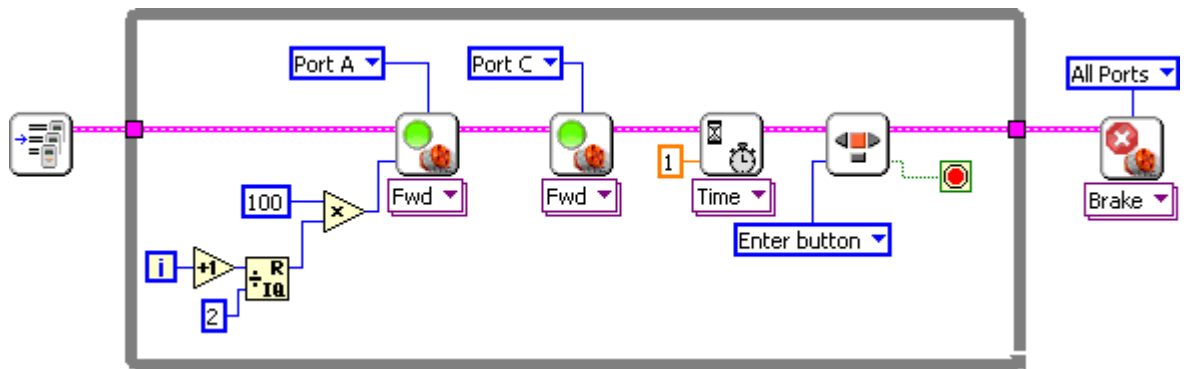 Port A
Port C
All Ports
1
100
×
Fwd
Fwd
Time
Brake
Enter button
i
+1
÷ R
IQ
2